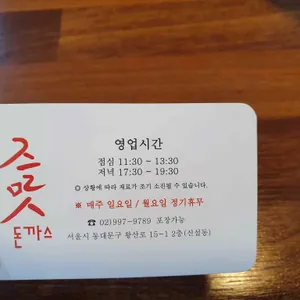 즐맛
돈까스
영업시간
점심 11:30 ~ 13:30
저녁 17:30 ~ 19:30
◎ 상황에 따라 재료가 조기 소진될 수 있습니다.
※ 매주 일요일 / 월요일 정기휴무
☎ 02)997-9789 포장가능
서울시 동대문구 왕산로 15-1 2층(신설동)